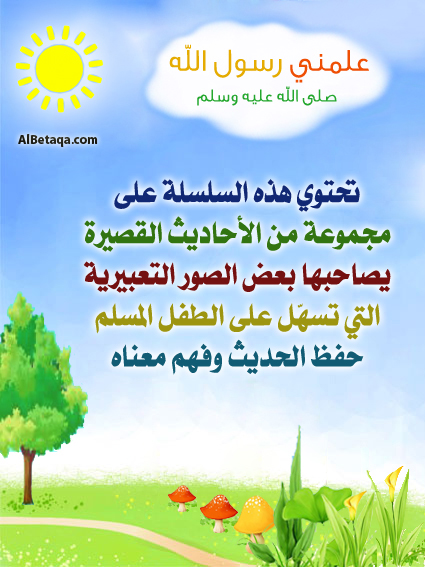 علمني رسول الله
صلى الله عليه وسلم
AlBetaqa.com
تحتوي هذه السلسلة على
مجموعة من الأحاديث القصيرة
يصاحبها بعض الصور التعبيرية
التي تسهّل على الطفل المسلم
حفظ الحديث وفهم معناه